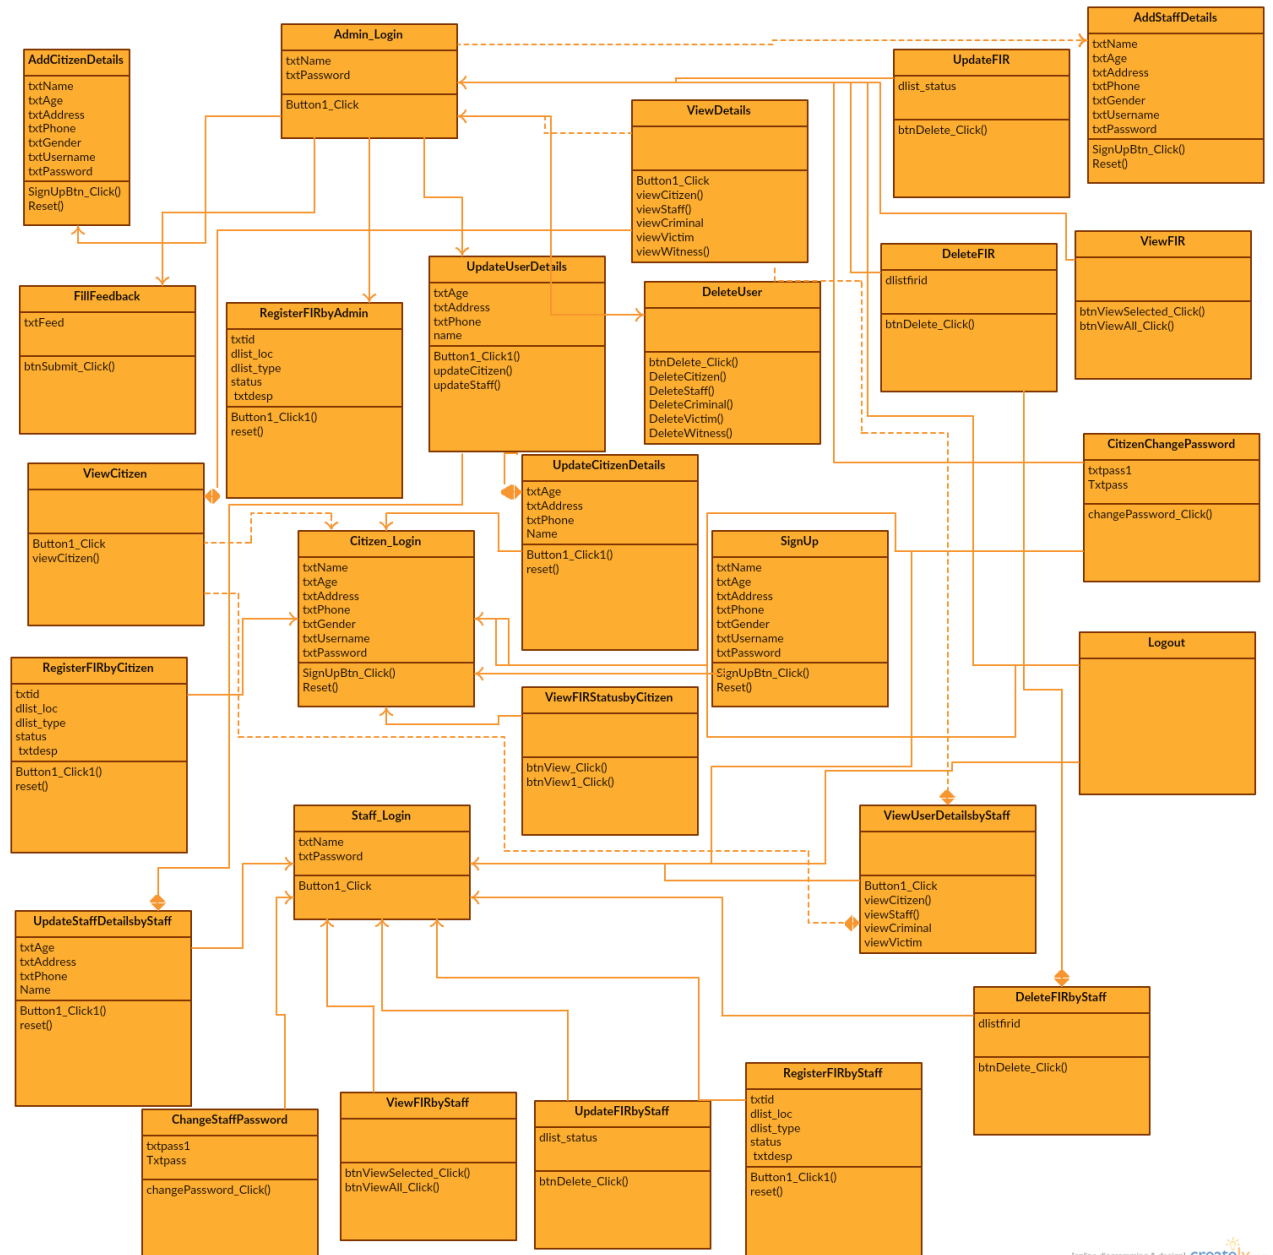 Admin_Login
txtName
txtPassword
Button1_Click
AddStaffDetails
txtName
txtAge
txtAddress
txtPhone
txtGender
txtUsername
txtPassword
SignUpBtn_Click()
Reset()
AddCitizenDetails
txtName
txtAge
txtAddress
txtPhone
txtGender
txtUsername
txtPassword
SignUpBtn_Click()
Reset()
UpdateFIR
dlist_status
btnDelete_Click()
ViewDetails
Button1_Click
viewCitizen()
viewStaff()
viewCriminal
viewVictim
viewWitness()
ViewFIR
btnViewSelected_Click()
btnViewAll_Click()
DeleteFIR
dlistfirid
btnDelete_Click()
UpdateUserDetails
txtAge
txtAddress
txtPhone
name
Button1_Click1()
updateCitizen()
updateStaff()
DeleteUser
btnDelete_Click()
DeleteCitizen()
DeleteStaff()
DeleteCriminal()
DeleteVictim()
DeleteWitness()
FillFeedback
txtFeed
btnSubmit_Click()
RegisterFIRbyAdmin
txtid
dlist_loc
dlist_type
status
txtdesp
Button1_Click1()
reset()
CitizenChangePassword
txtpass1
Txtpass
changePassword_Click()
ViewCitizen
Button1_Click
viewCitizen()
UpdateCitizenDetails
txtAge
txtAddress
txtPhone
Name
Button1_Click1()
reset()
Citizen_Login
txtName
txtAge
txtAddress
txtPhone
txtGender
txtUsername
txtPassword
SignUpBtn_Click()
Reset()
SignUp
txtName
txtAge
txtAddress
txtPhone
txtGender
txtUsername
txtPassword
SignUpBtn_Click()
Reset()
Logout
RegisterFIRbyCitizen
txtid
dlist_loc
dlist_type
status
txtdesp
Button1_Click1()
reset()
ViewFIRStatusbyCitizen
btnView_Click()
btnView1_Click()
Staff_Login
txtName
txtPassword
Button1_Click
ViewUserDetailsbyStaff
Button1_Click
viewCitizen()
viewStaff()
viewCriminal
viewVictim
UpdateStaffDetailsbyStaff
txtAge
txtAddress
txtPhone
Name
Button1_Click1()
reset()
DeleteFIRbyStaff
dlistfirid
btnDelete_Click()
RegisterFIRbyStaff
txtid
dlist_loc
dlist_type
status
txtdesp
Button1_Click1()
reset()
ViewFIRbyStaff
btnViewSelected_Click()
btnViewAll_Click()
UpdateFIRbyStaff
dlist_status
btnDelete_Click()
ChangeStaffPassword
txtpass1
Txtpass
changePassword_Click()